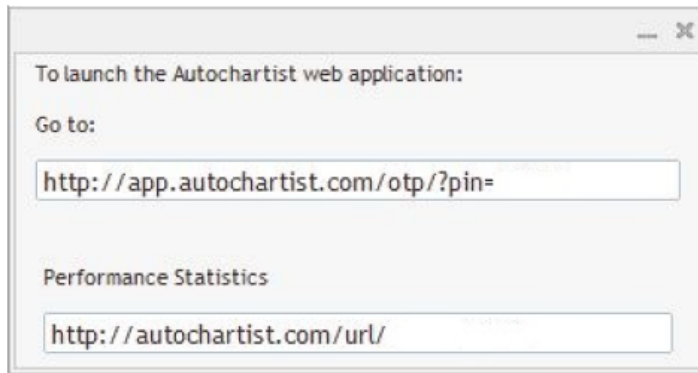 To launch the Autochartist web application:
Go to:
http://app.autochartist.com/otp/?pin=
Performance Statistics
http://autochartist.com/url/